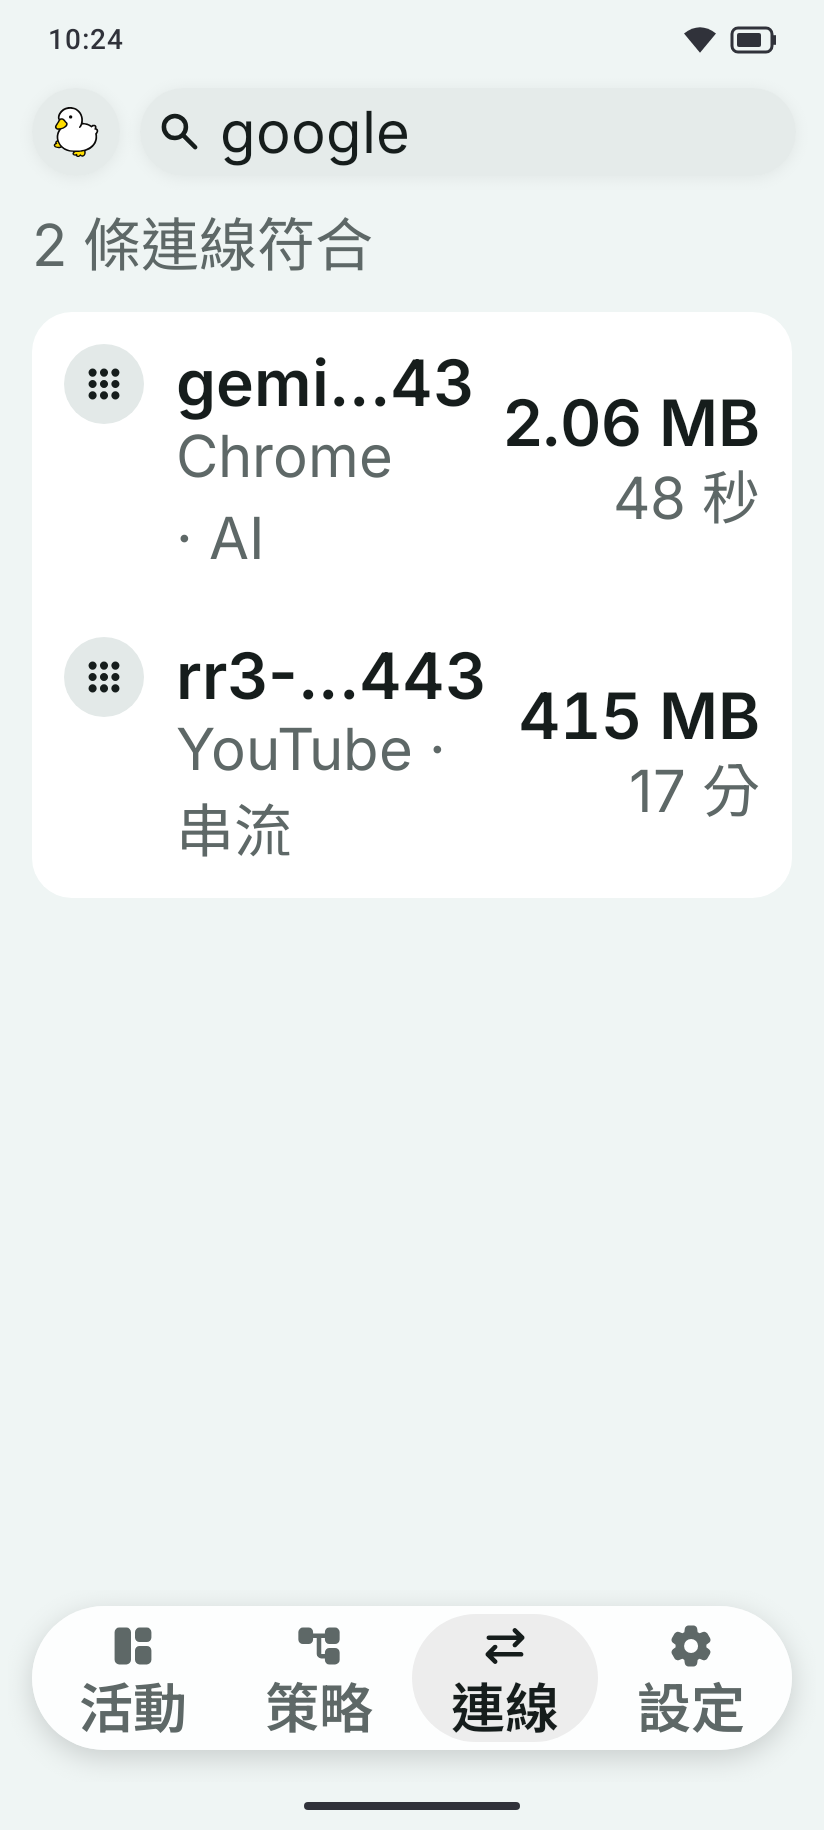 10:24
google
2 條連線符合
gemi...43
2.06 MB
Chrome
· AI
48 秒
rr3-...443
415 MB
YouTube ·
串流
17 分
活動
策略
連線
設定